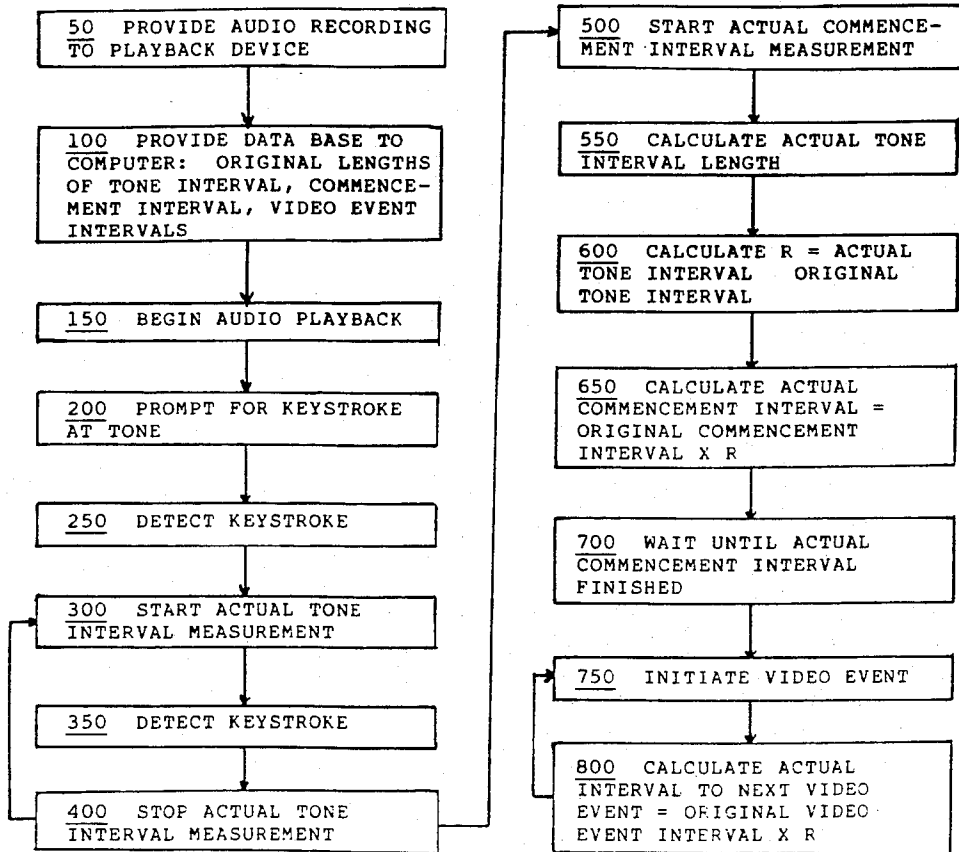 50 PROVIDE AUDIO RECORDING
TO PLAYBACK DEVICE
100 PROVIDE DATA BASE TO
COMPUTER: ORIGINAL LENGTHS
OF TONE INTERVAL, COMMENCE-
MENT INTERVAL, VIDEO EVENT
INTERVALS
150 BEGIN AUDIO PLAYBACK
200 PROMPT FOR KEYSTROKE
AT TONE
250 DETECT KEYSTROKE
300 START ACTUAL TONE
INTERVAL MEASUREMENT
350 DETECT KEYSTROKE
400 STOP ACTUAL TONE
INTERVAL MEASUREMENT
500 START ACTUAL COMMENCE-
MENT INTERVAL MEASUREMENT
550 CALCULATE ACTUAL TONE
INTERVAL LENGTH
600 CALCULATE R = ACTUAL
TONE INTERVAL ORIGINAL
TONE INTERVAL
650 CALCULATE ACTUAL
COMMENCEMENT INTERVAL =
ORIGINAL COMMENCEMENT
INTERVAL X R
700 WAIT UNTIL ACTUAL
COMMENCEMENT INTERVAL
FINISHED
750 INITIATE VIDEO EVENT
800 CALCULATE ACTUAL
INTERVAL TO NEXT VIDEO
EVENT = ORIGINAL VIDEO
EVENT INTERVAL X R